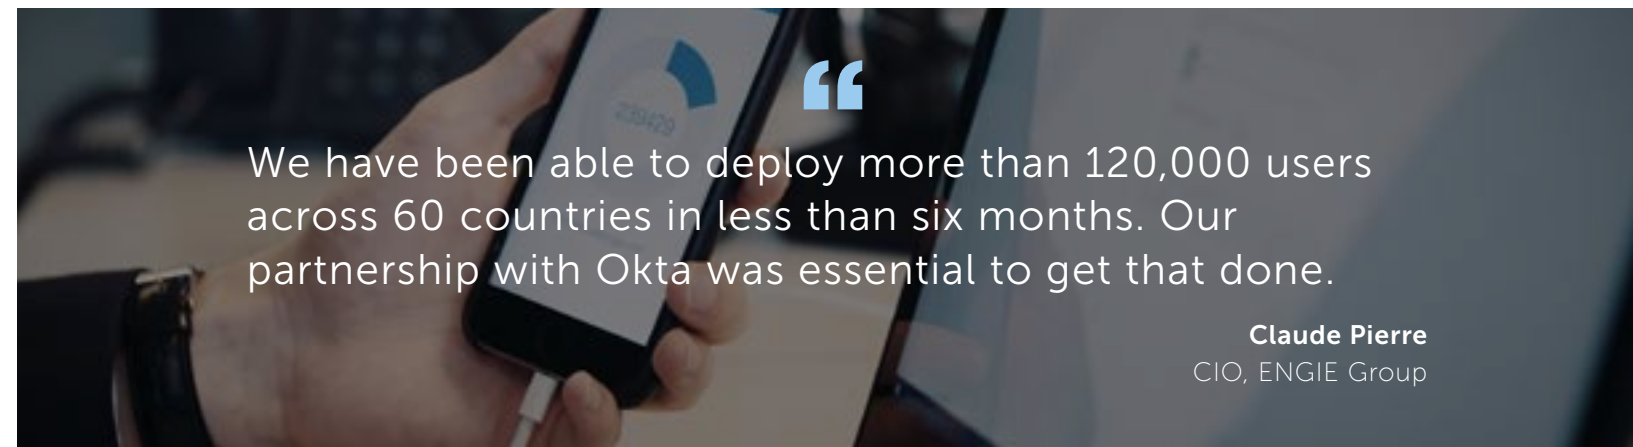 239429
“
We have been able to deploy more than 120,000 users
across 60 countries in less than six months. Our
partnership with Okta was essential to get that done.
Claude Pierre
CIO, ENGIE Group